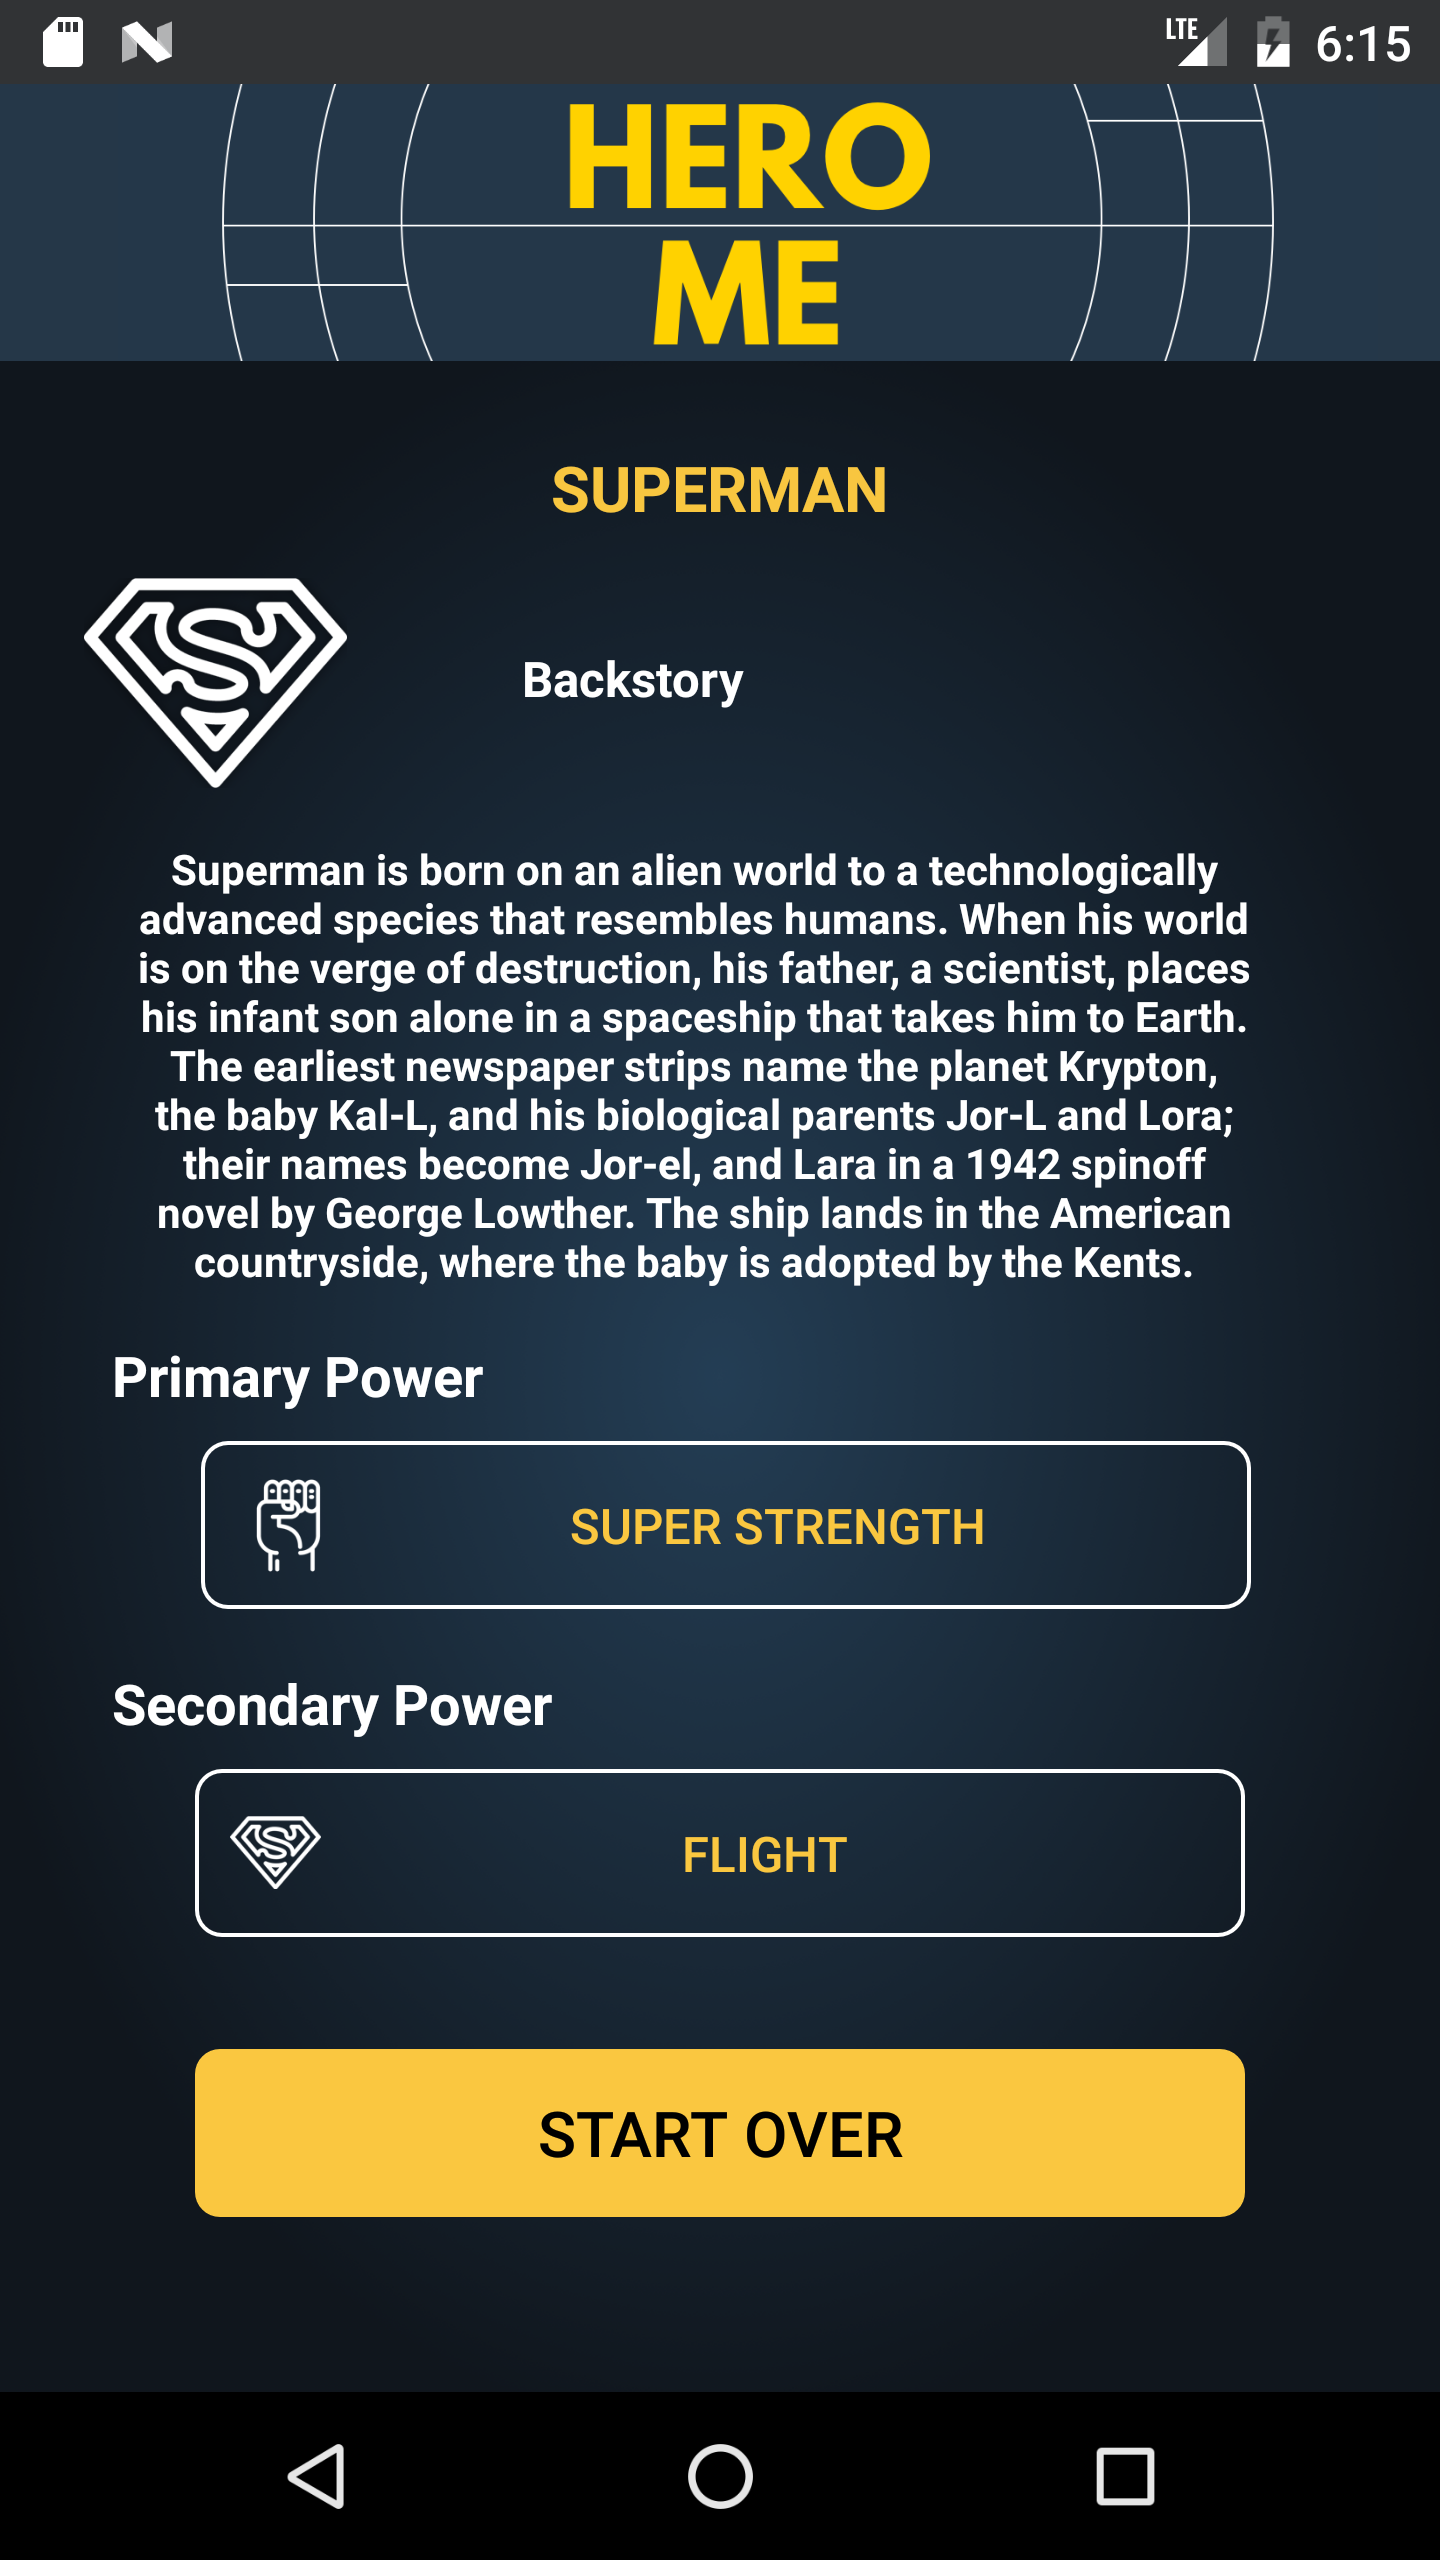 LTE 6:15
HERO
ME
SUPERMAN
Backstory
Superman is born on an alien world to a technologically
advanced species that resembles humans. When his world
is on the verge of destruction, his father, a scientist, places
his infant son alone in a spaceship that takes him to Earth.
The earliest newspaper strips name the planet Krypton,
the baby Kal-L, and his biological parents Jor-L and Lora;
their names become Jor-el, and Lara in a 1942 spinoff
novel by George Lowther. The ship lands in the American
countryside, where the baby is adopted by the Kents.
Primary Power
SUPER STRENGTH
Secondary Power
FLIGHT
START OVER